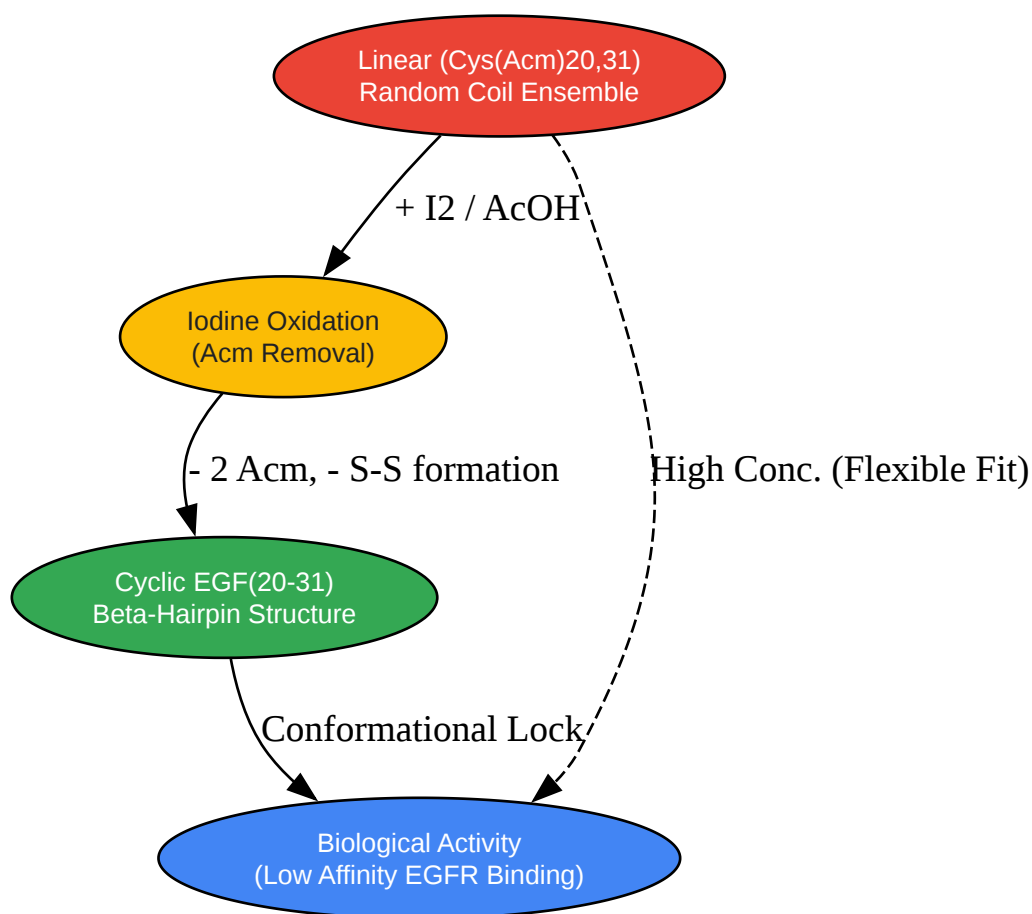 Linear (Cys(Acm)20,31)
Random Coil Ensemble
+ I2 / AcOH
Iodine Oxidation
(Acm Removal)
- 2 Acm, - S-S formation
High Conc. (Flexible Fit)
Cyclic EGF(20-31)
Beta-Hairpin Structure
Conformational Lock
Biological Activity
(Low Affinity EGFR Binding)